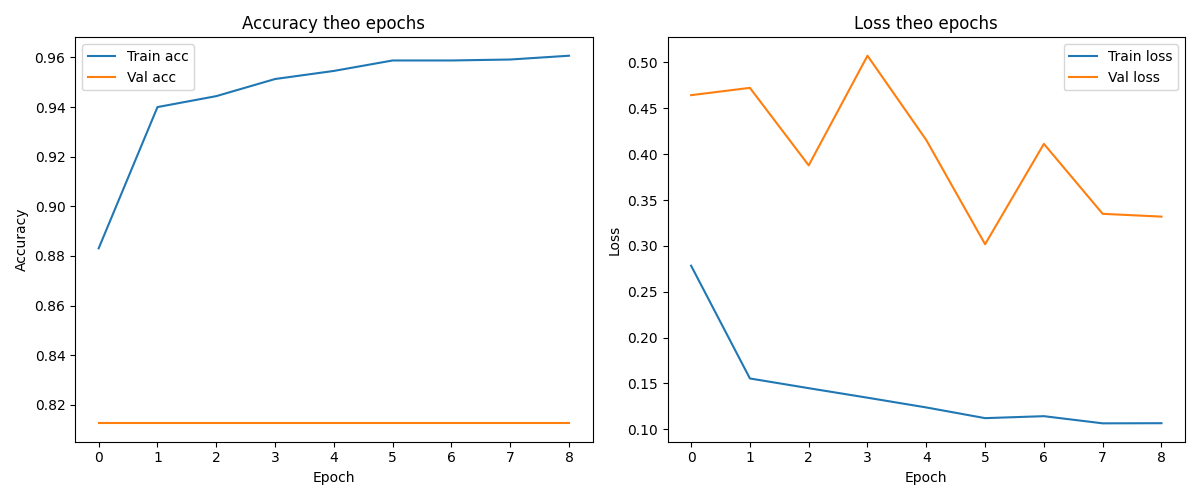 Accuracy theo epochs
Train acc
Val acc
Accuracy
0.96
0.94
0.92
0.90
0.88
0.86
0.84
0.82
0 1 2 3 4 5 6 7 8
Epoch
Loss theo epochs
Train loss
Val loss
Loss
0.50
0.45
0.40
0.35
0.30
0.25
0.20
0.15
0.10
0 1 2 3 4 5 6 7 8
Epoch